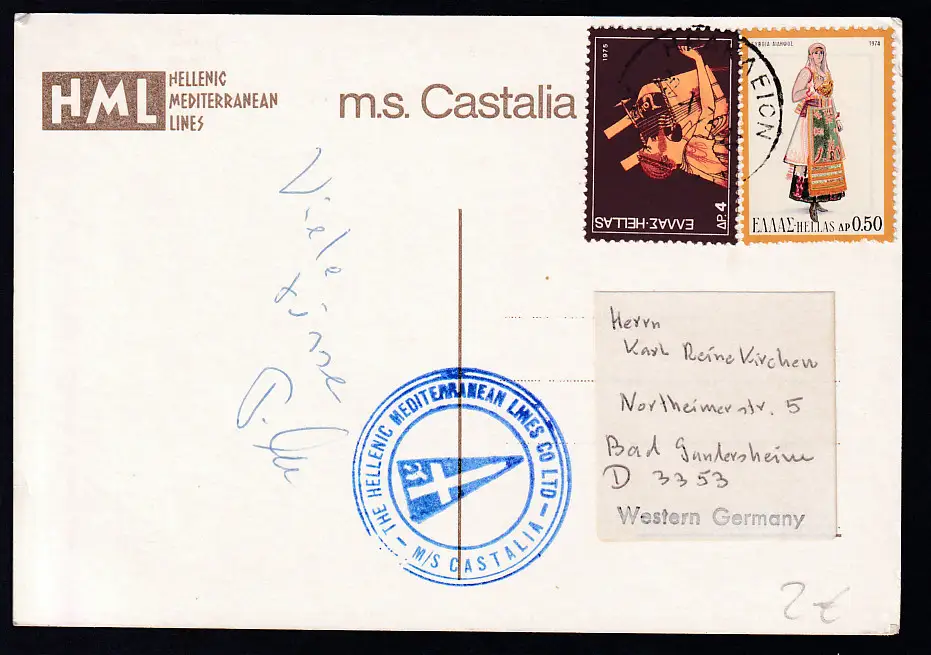 HML
HELLENIC
MEDITERRANEAN
LINES
m.s. Castalia
1975
ΔΡ. 4
ΕΛΛΑΣ·HELLAS
1974
ΕΛΛΑΣ·HELLAS ΔΡ 0.50
Viele
Grüsse
THE HELLENIC MEDITERRANEAN LINES CO LTD
M/S CASTALIA
Herrn
Karl Reinekirchen
Northeimerstr. 5
Bad Gandersheim
D 3353
Western Germany
2 €